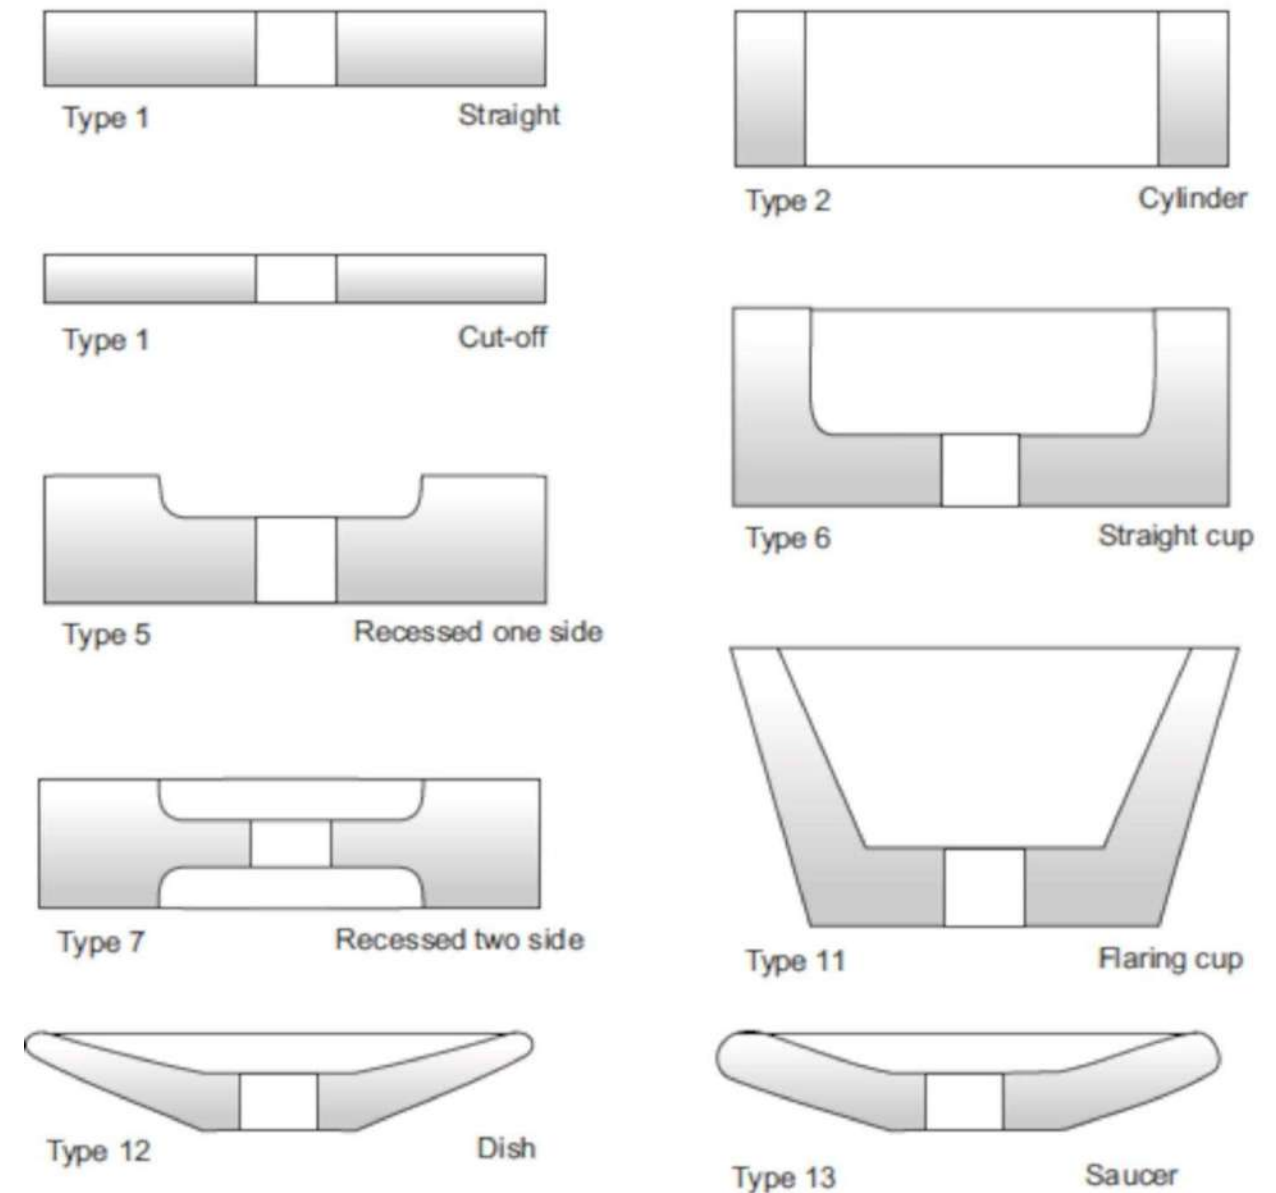 Type 1 Straight
Type 2 Cylinder
Type 1 Cut-off
Type 6 Straight cup
Type 5 Recessed one side
Type 7 Recessed two side
Type 11 Flaring cup
Type 12 Dish
Type 13 Saucer